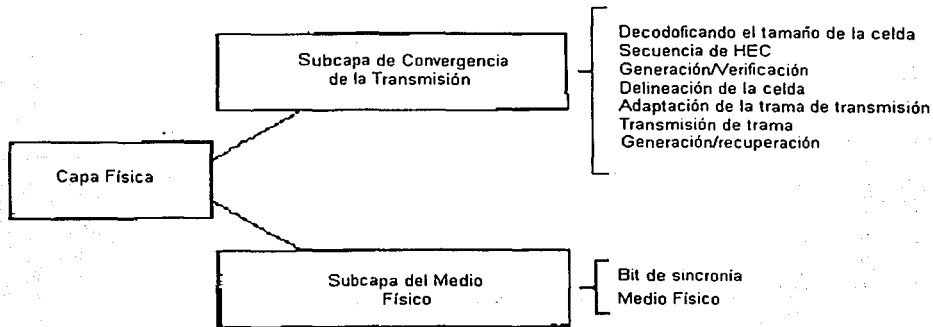 Capa Física
Subcapa de Convergencia
de la Transmisión
Decodoficando el tamaño de la celda
Secuencia de HEC
Generación/Verificación
Delineación de la celda
Adaptación de la trama de transmisión
Transmisión de trama
Generación/recuperación
Subcapa del Medio
Físico
Bit de sincronía
Medio Físico